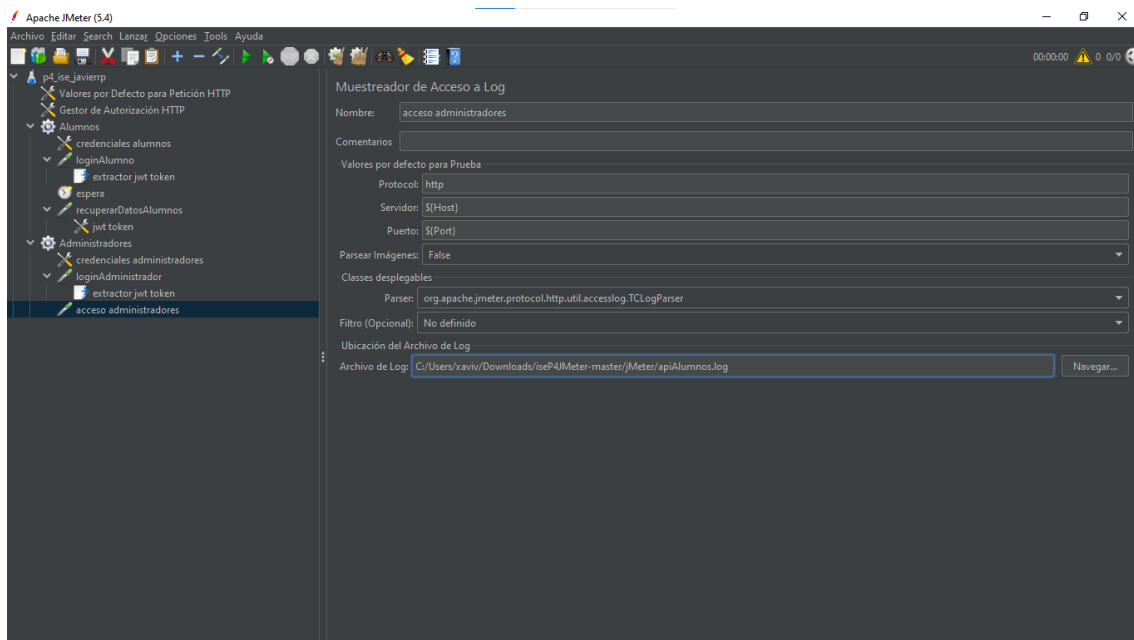 Apache JMeter (5.4)
Archivo Editar Search Lanzar Opciones Tools Ayuda
00:00:00 0 0/0
p4_ise_javierrp
Valores por Defecto para Petición HTTP
Gestor de Autorización HTTP
Alumnos
credenciales alumnos
loginAlumno
extractor jwt token
espera
recuperarDatosAlumnos
jwt token
Administradores
credenciales administradores
loginAdministrador
extractor jwt token
acceso administradores
Muestreador de Acceso a Log
Nombre: acceso administradores
Comentarios
Valores por defecto para Prueba
Protocol: http
Servidor: ${Host}
Puerto: ${Port}
Parsear Imágenes: False
Classes desplegables
Parser: org.apache.jmeter.protocol.http.util.accesslog.TCLogParser
Filtro (Opcional): No definido
Ubicación del Archivo de Log
Archivo de Log: C:/Users/xaviv/Downloads/iseP4JMeter-master/jMeter/apiAlumnos.log Navegar...